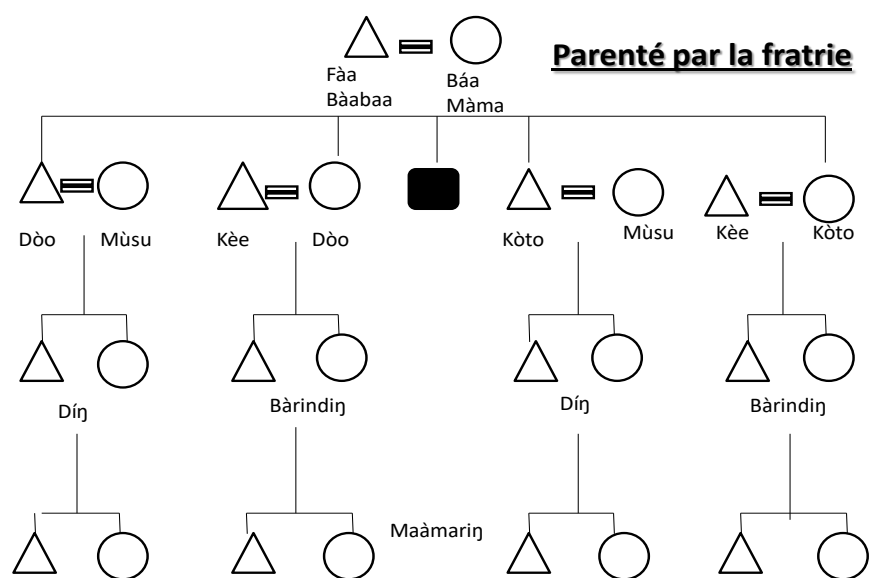 Parenté par la fratrie
Fàa
Bàabaa
Báa
Màma
Dòo
Mùsu
Kèe
Dòo
Kòto
Mùsu
Kèe
Kòto
Díŋ
Bàrindiŋ
Díŋ
Bàrindiŋ
Maàmariŋ